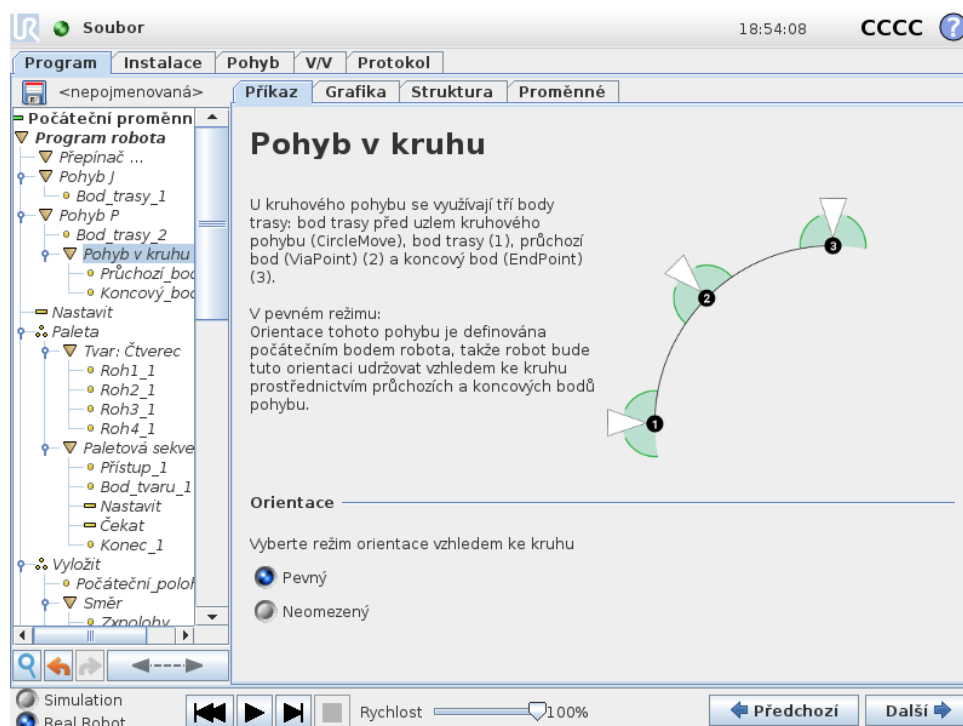 UR Soubor 18:54:08 CCCC ?
Program Instalace Pohyb V/V Protokol
<nepojmenovaná> Příkaz Grafika Struktura Proměnné
Počáteční proměnn
Program robota
Přepínač ...
Pohyb J
Bod_trasy_1
Pohyb P
Bod_trasy_2
Pohyb v kruhu
Průchozí_bod
Koncový_bod
Nastavit
Paleta
Tvar: Čtverec
Roh1_1
Roh2_1
Roh3_1
Roh4_1
Paletová sekve
Přístup_1
Bod_tvaru_1
Nastavit
Čekat
Konec_1
Vyložit
Počáteční_poloh
Směr
Zxpolohy
Pohyb v kruhu
U kruhového pohybu se využívají tří body
trasy: bod trasy před uzlem kruhového
pohybu (CircleMove), bod trasy (1), průchozí
bod (ViaPoint) (2) a koncový bod (EndPoint)
(3).
V pevném režimu:
Orientace tohoto pohybu je definována
počátečním bodem robota, takže robot bude
tuto orientaci udržovat vzhledem ke kruhu
prostřednictvím průchozích a koncových bodů
pohybu.
3
2
1
Orientace
Vyberte režim orientace vzhledem ke kruhu
Pevný
Neomezený
Simulation
Real Robot
Rychlost 100% Předchozí Další